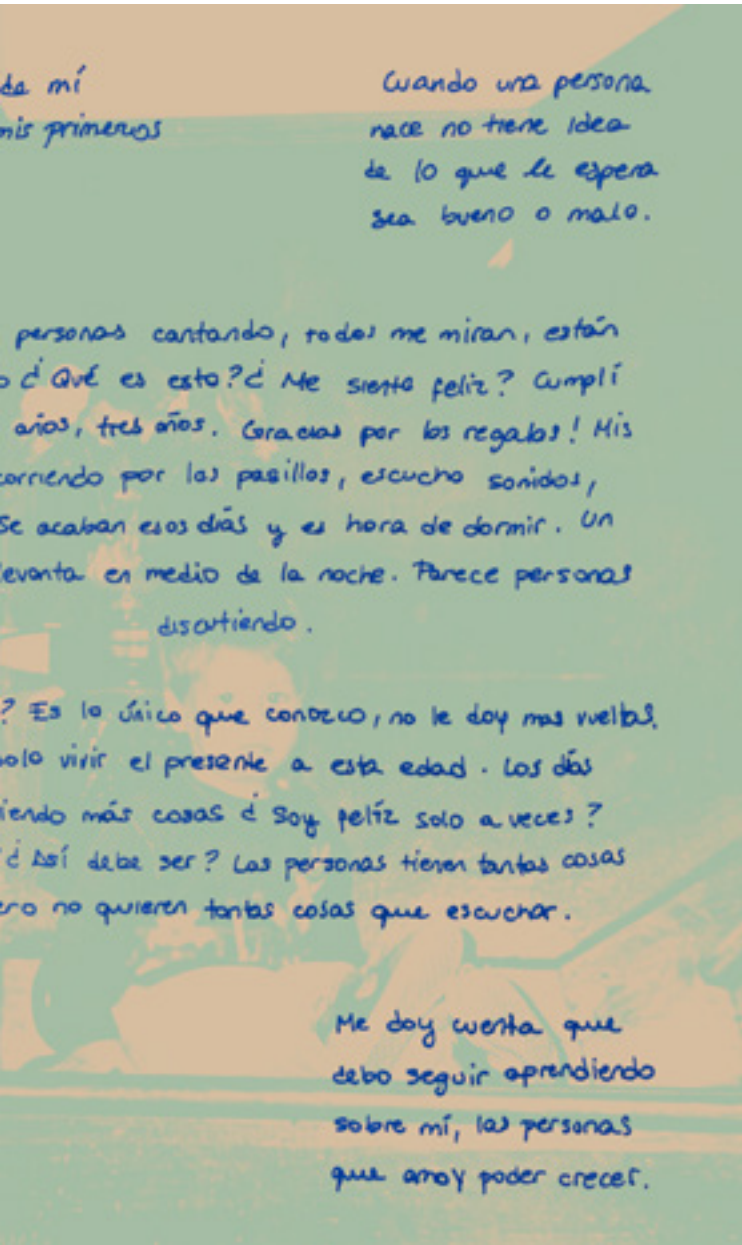 de mí
mis primeros
Cuando una persona
nace no tiene idea
de lo que le espera
sea bueno o malo.
personas cantando, todos me miran, están
o ¿Qué es esto?¿ Me siento feliz? Cumplí
años, tres años. Gracias por los regalos! Mis
corriendo por los pasillos, escucho sonidos,
Se acaban esos días y es hora de dormir. Un
levanta en medio de la noche. Parece personas
discutiendo.
? Es lo único que conozco, no le doy mas vueltas.
solo vivir el presente a esta edad. Los días
iendo más cosas ¿ Soy felíz solo a veces?
¿ Así debe ser? Las personas tienen tantas cosas
ero no quieren tantas cosas que escuchar.
Me doy cuenta que
debo seguir aprendiendo
sobre mí, las personas
que amo y poder crecer.